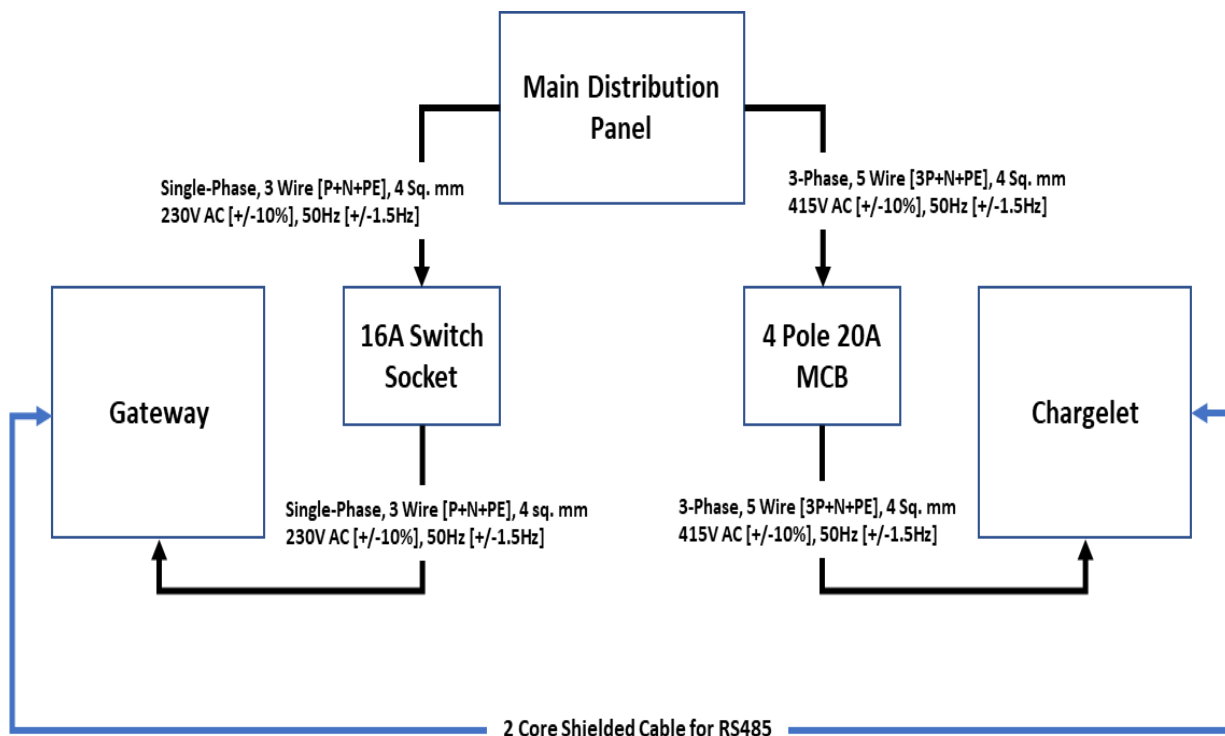 Main Distribution
Panel
Single-Phase, 3 Wire [P+N+PE], 4 Sq. mm
230V AC [+/-10%], 50Hz [+/-1.5Hz]
3-Phase, 5 Wire [3P+N+PE], 4 Sq. mm
415V AC [+/-10%], 50Hz [+/-1.5Hz]
Gateway
16A Switch
Socket
4 Pole 20A
MCB
Chargelet
Single-Phase, 3 Wire [P+N+PE], 4 sq. mm
230V AC [+/-10%], 50Hz [+/-1.5Hz]
3-Phase, 5 Wire [3P+N+PE], 4 Sq. mm
415V AC [+/-10%], 50Hz [+/-1.5Hz]
2 Core Shielded Cable for RS485